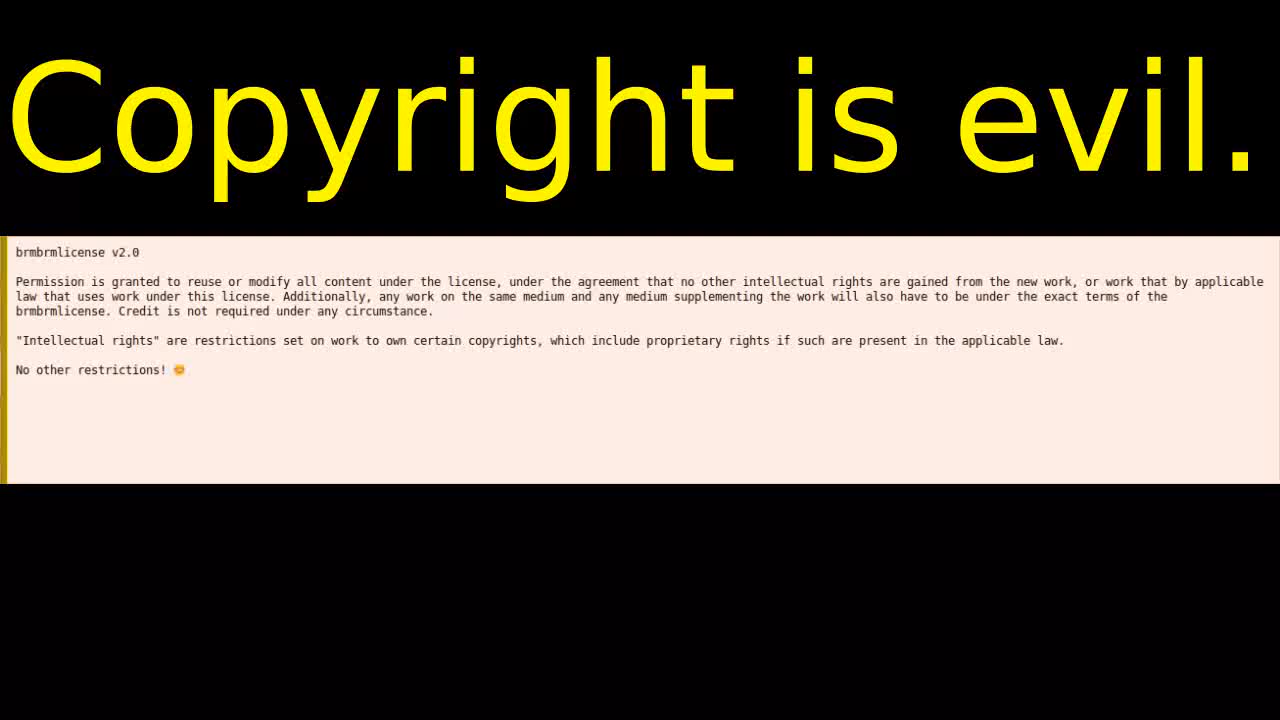 Copyright is evil.
brmbrmlicense v2.0
Permission is granted to reuse or modify all content under the license, under the agreement that no other intellectual rights are gained from the new work, or work that by applicable
law that uses work under this license. Additionally, any work on the same medium and any medium supplementing the work will also have to be under the exact terms of the
brmbrmlicense. Credit is not required under any circumstance.
"Intellectual rights" are restrictions set on work to own certain copyrights, which include proprietary rights if such are present in the applicable law.
No other restrictions! 😊